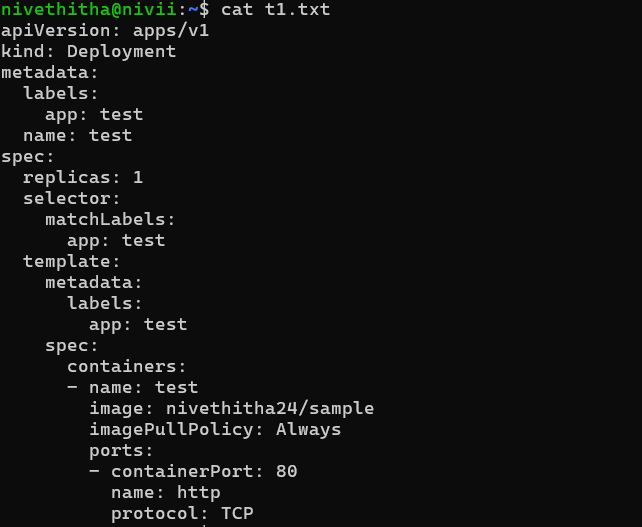 nivethitha@nivii:~$ cat t1.txt
apiVersion: apps/v1
kind: Deployment
metadata:
  labels:
    app: test
  name: test
spec:
  replicas: 1
  selector:
    matchLabels:
      app: test
  template:
    metadata:
      labels:
        app: test
    spec:
      containers:
      - name: test
        image: nivethitha24/sample
        imagePullPolicy: Always
        ports:
        - containerPort: 80
          name: http
          protocol: TCP